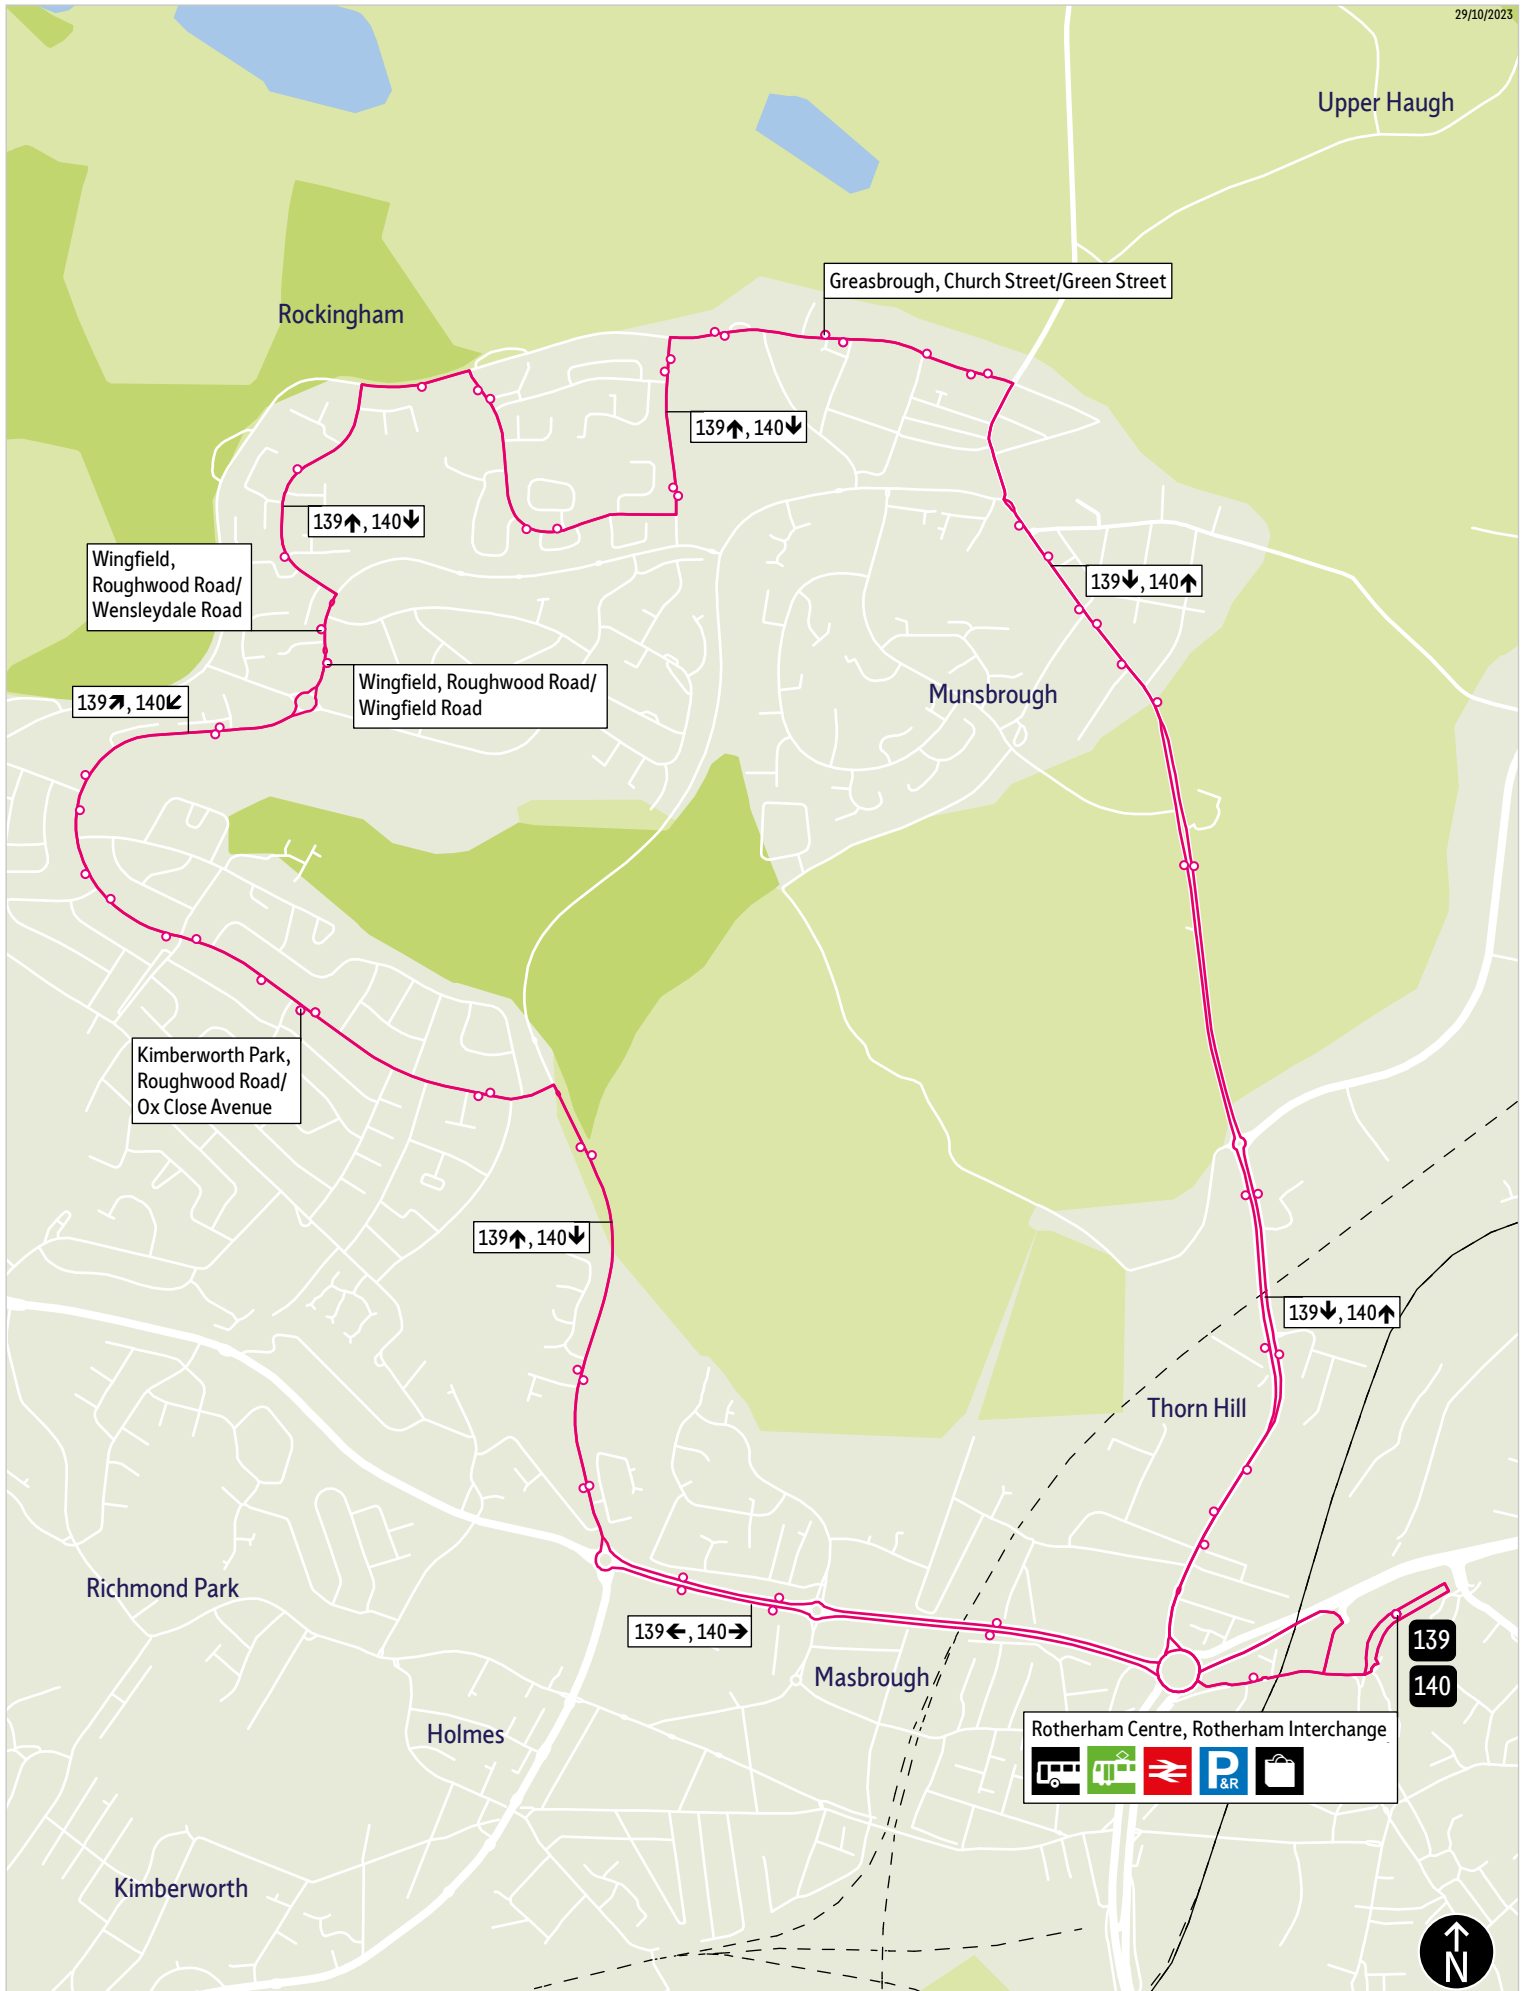 29/10/2023
Upper Haugh
Greasbrough, Church Street/Green Street
Rockingham
139↑, 140↓
139↑, 140↓
Wingfield,
Roughwood Road/
Wensleydale Road
139↓, 140↑
Wingfield, Roughwood Road/
Wingfield Road
139↗, 140↙
Munsbrough
Kimberworth Park,
Roughwood Road/
Ox Close Avenue
139↑, 140↓
139↓, 140↑
Thorn Hill
Richmond Park
139←, 140→
139
140
Masbrough
Holmes
Rotherham Centre, Rotherham Interchange
P
&R
Kimberworth
N